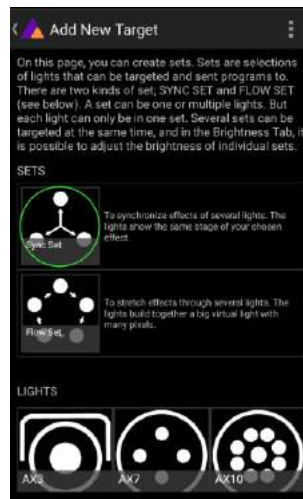 Add New Target
On this page, you can create sets. Sets are selections
of lights that can be targeted and sent programs to.
There are two kinds of set; SYNC SET and FLOW SET
(see below). A set can be one or multiple lights. But
each light can only be in one set. Several sets can be
targeted at the same time, and in the Brightness Tab, it
is possible to adjust the brightness of individual sets.
SETS
Sync Set
To synchronize effects of several lights. The
lights show the same stage of your chosen
effect.
Flow Set
To stretch effects through several lights. The
lights build together a big virtual light with
many pixels.
LIGHTS
AX3
AX7
AX10